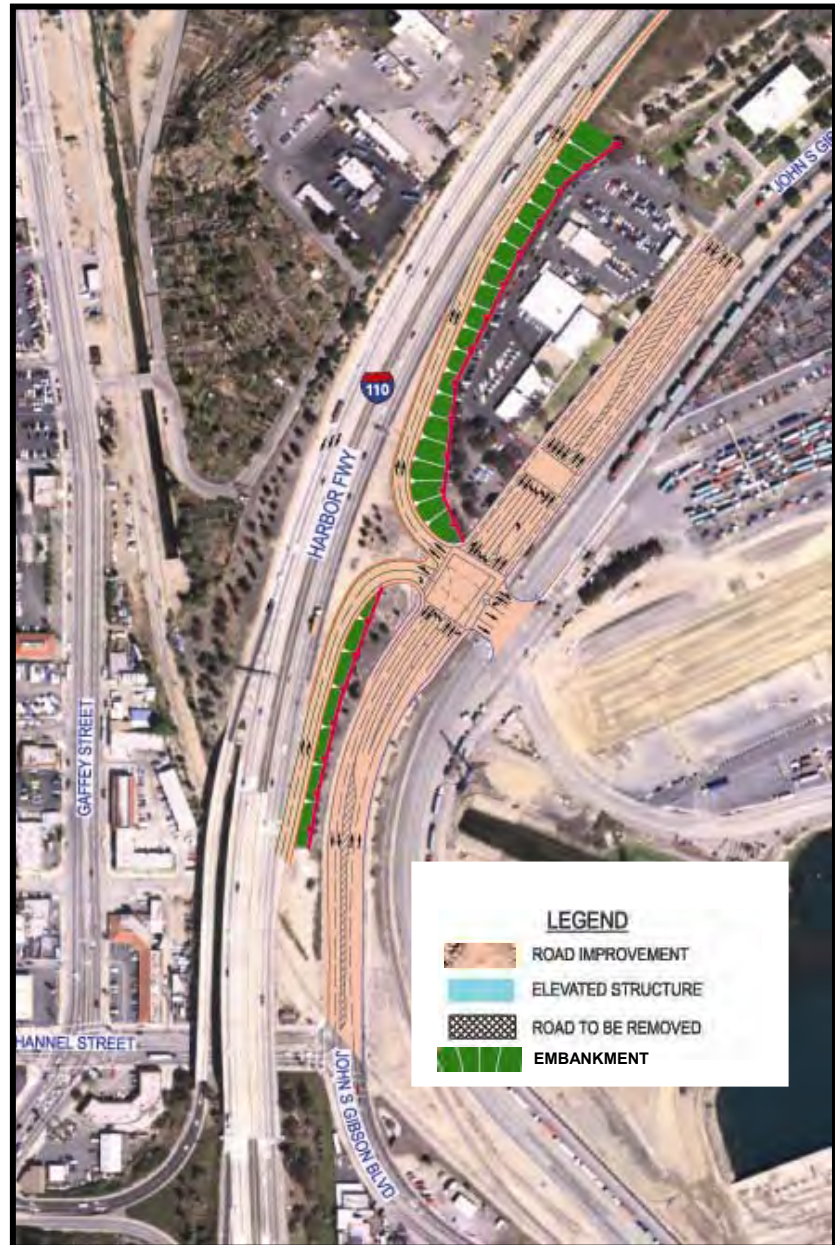 JOHN S GI
110
HARBOR FWY
GAFFEY STREET
HANNEL STREET
JOHN S GIBSON BLVD
LEGEND
ROAD IMPROVEMENT
ELEVATED STRUCTURE
ROAD TO BE REMOVED
EMBANKMENT